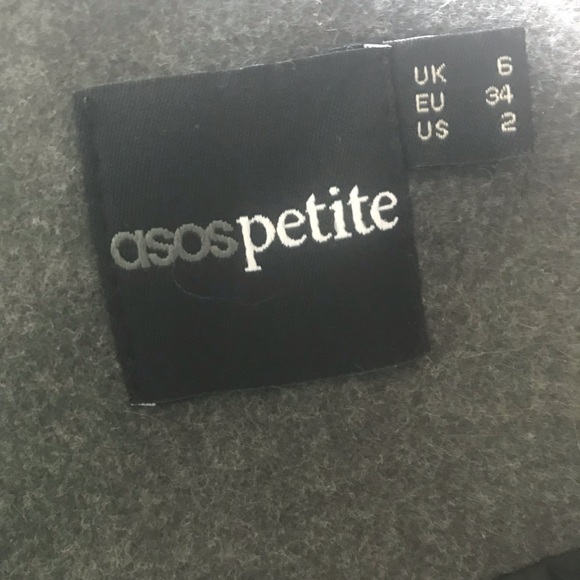 asospetite
UK 6
EU 34
US 2